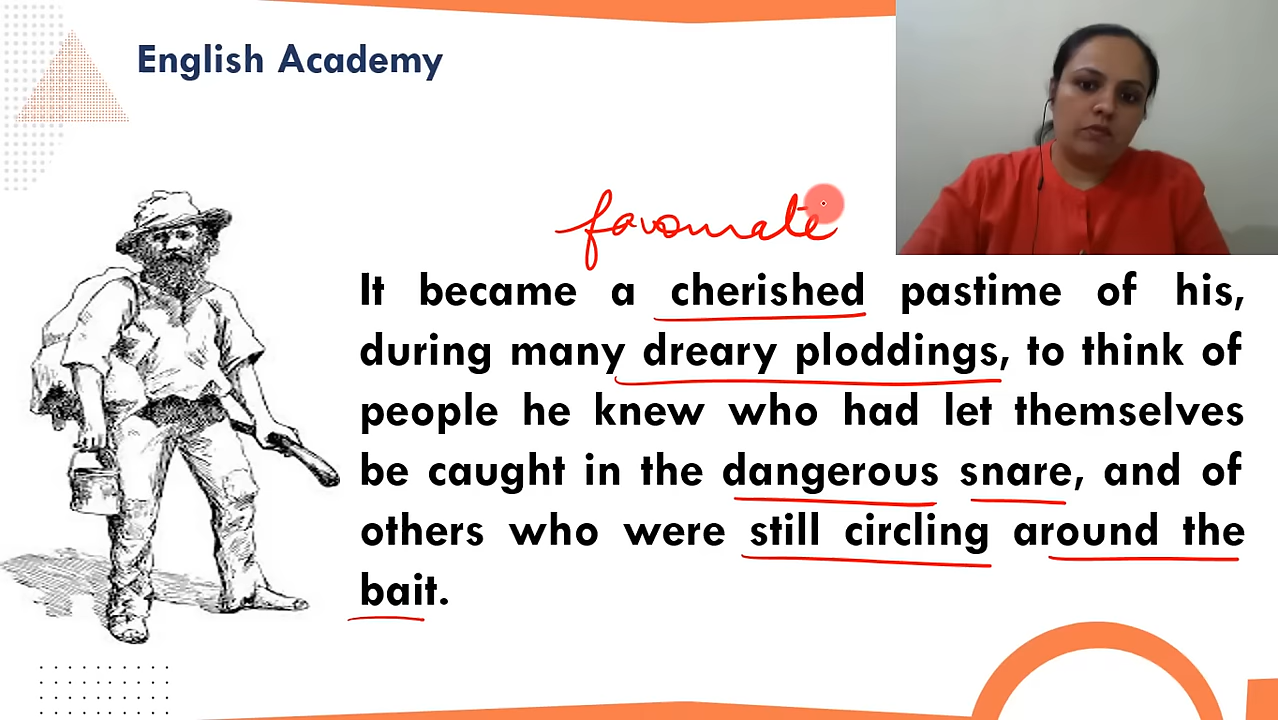 English Academy
favourate
It became a cherished pastime of his,
during many dreary ploddings, to think of
people he knew who had let themselves
be caught in the dangerous snare, and of
others who were still circling around the
bait.